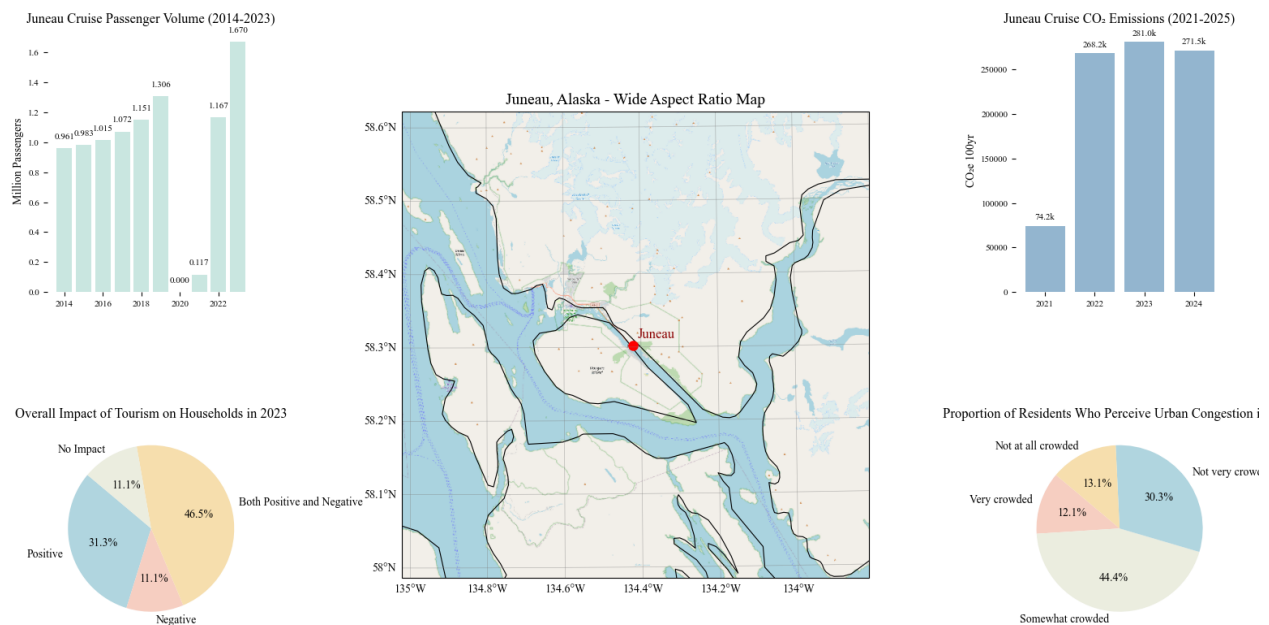 Juneau Cruise Passenger Volume (2014-2023)
Million Passengers
1.6
1.4
1.2
1.0
0.8
0.6
0.4
0.2
0.0
0.961
0.983
1.015
1.072
1.151
1.306
0.000
0.117
1.167
1.670
2014
2016
2018
2020
2022
Juneau, Alaska - Wide Aspect Ratio Map
58.6°N
58.5°N
58.4°N
58.3°N
58.2°N
58.1°N
58°N
Juneau
135°W
134.8°W
134.6°W
134.4°W
134.2°W
134°W
Juneau Cruise CO₂ Emissions (2021-2025)
CO₂e 100yr
250000
200000
150000
100000
50000
0
74.2k
268.2k
281.0k
271.5k
2021
2022
2023
2024
Overall Impact of Tourism on Households in 2023
No Impact
11.1%
Both Positive and Negative
46.5%
Positive
31.3%
11.1%
Negative
Proportion of Residents Who Perceive Urban Congestion i
Not at all crowded
13.1%
Not very crow
30.3%
Very crowded
12.1%
44.4%
Somewhat crowded